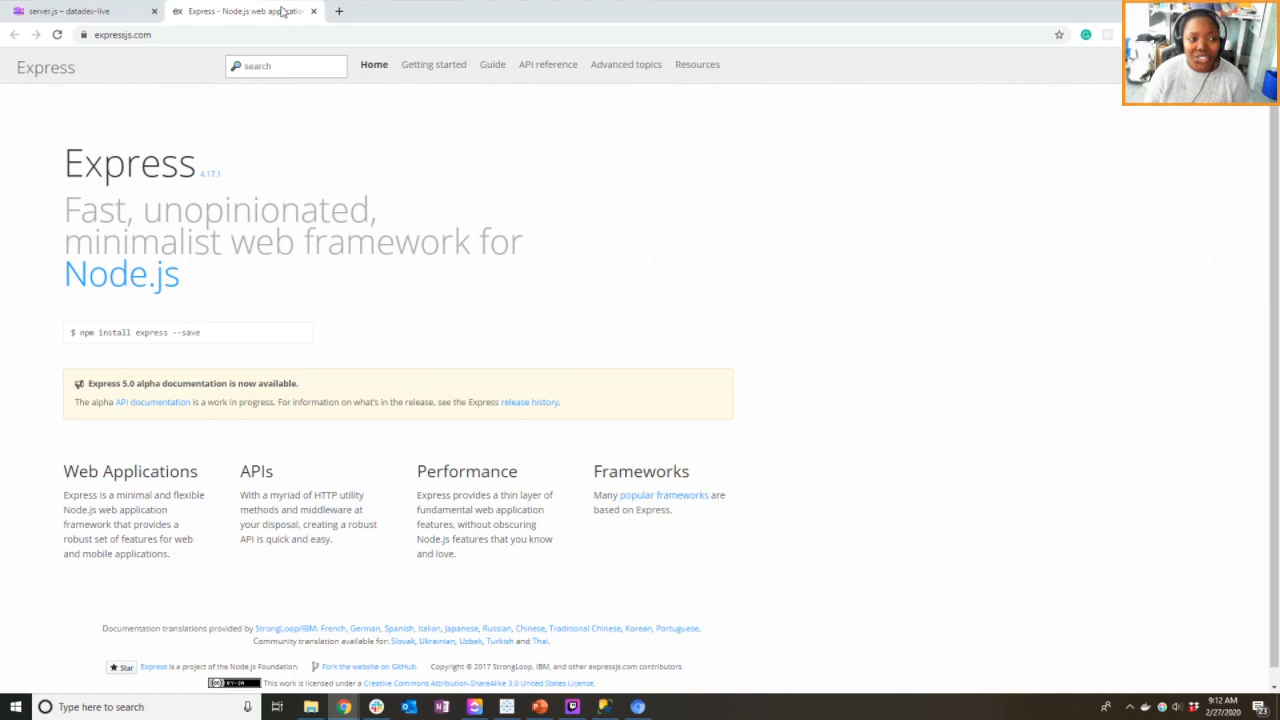 server.js – datadev-live
ex Express - Node.js web application
expressjs.com
Express
search
Home
Getting started
Guide
API reference
Advanced topics
Resources
Express 4.17.1
Fast, unopinionated,
minimalist web framework for
Node.js
$ npm install express --save
Express 5.0 alpha documentation is now available.
The alpha API documentation is a work in progress. For information on what's in the release, see the Express release history.
Web Applications
Express is a minimal and flexible
Node.js web application
framework that provides a
robust set of features for web
and mobile applications.
APIs
With a myriad of HTTP utility
methods and middleware at
your disposal, creating a robust
API is quick and easy.
Performance
Express provides a thin layer of
fundamental web application
features, without obscuring
Node.js features that you know
and love.
Frameworks
Many popular frameworks are
based on Express.
Documentation translations provided by StrongLoop/IBM: French, German, Spanish, Italian, Japanese, Russian, Chinese, Traditional Chinese, Korean, Portuguese.
Community translation available for: Slovak, Ukrainian, Uzbek, Turkish and Thai.
Star
Express is a project of the Node.js Foundation.
Fork the website on GitHub.
Copyright © 2017 StrongLoop, IBM, and other expressjs.com contributors.
(cc) BY-SA
This work is licensed under a Creative Commons Attribution-ShareAlike 3.0 United States License.
Type here to search
9:12 AM
2/27/2020
23